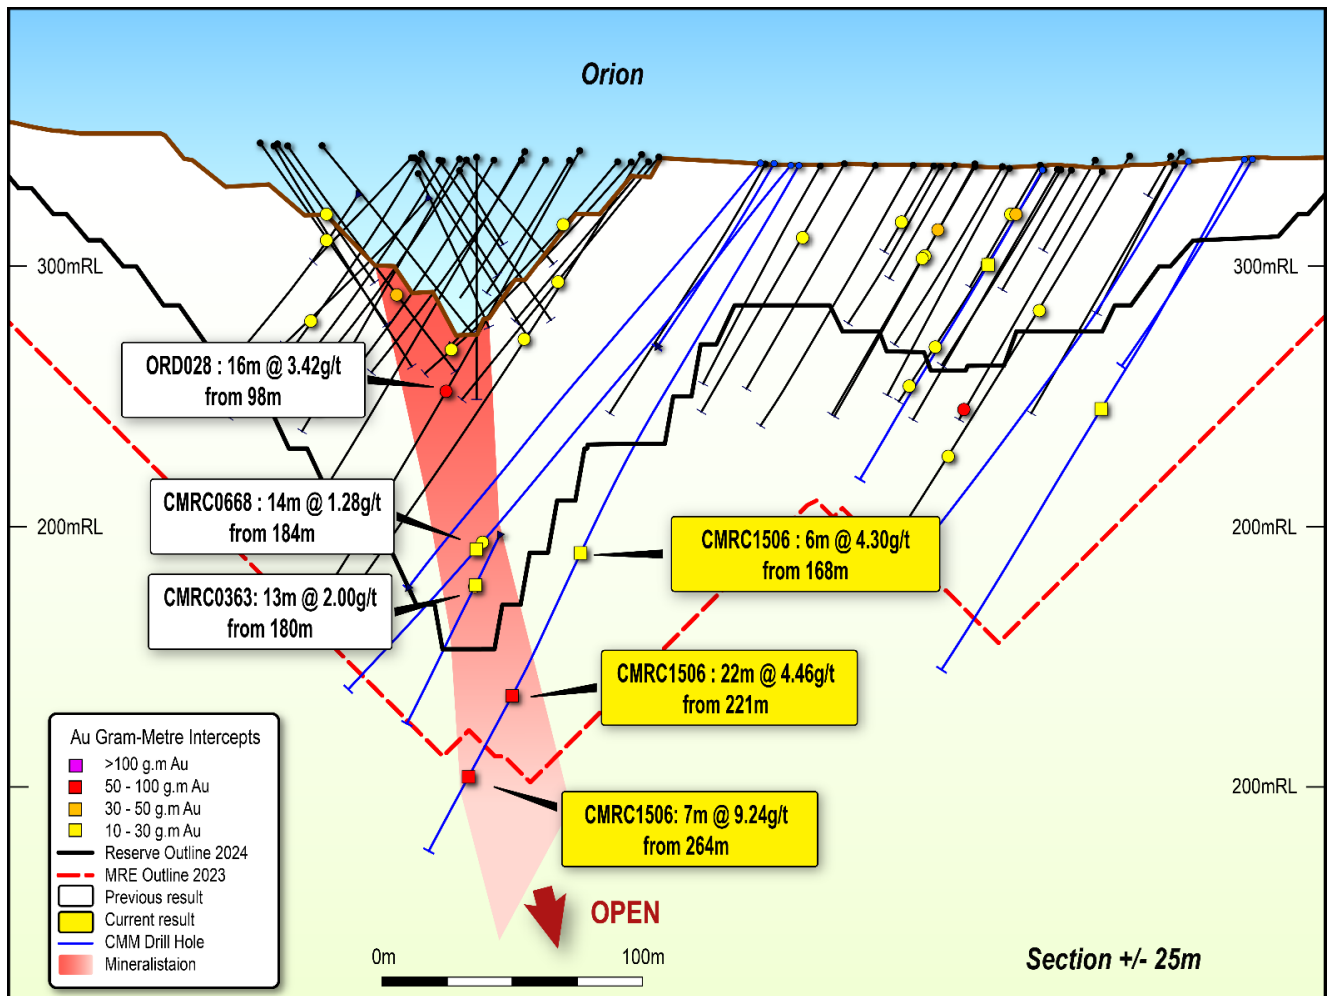 Orion
300mRL
300mRL
ORD028 : 16m @ 3.42g/t
from 98m
CMRC0668 : 14m @ 1.28g/t
from 184m
200mRL
200mRL
CMRC1506 : 6m @ 4.30g/t
from 168m
CMRC0363: 13m @ 2.00g/t
from 180m
CMRC1506 : 22m @ 4.46g/t
from 221m
200mRL
CMRC1506: 7m @ 9.24g/t
from 264m
Au Gram-Metre Intercepts
>100 g.m Au
50 - 100 g.m Au
30 - 50 g.m Au
10 - 30 g.m Au
Reserve Outline 2024
MRE Outline 2023
Previous result
Current result
CMM Drill Hole
Mineralistaion
OPEN
0m 100m
Section +/- 25m